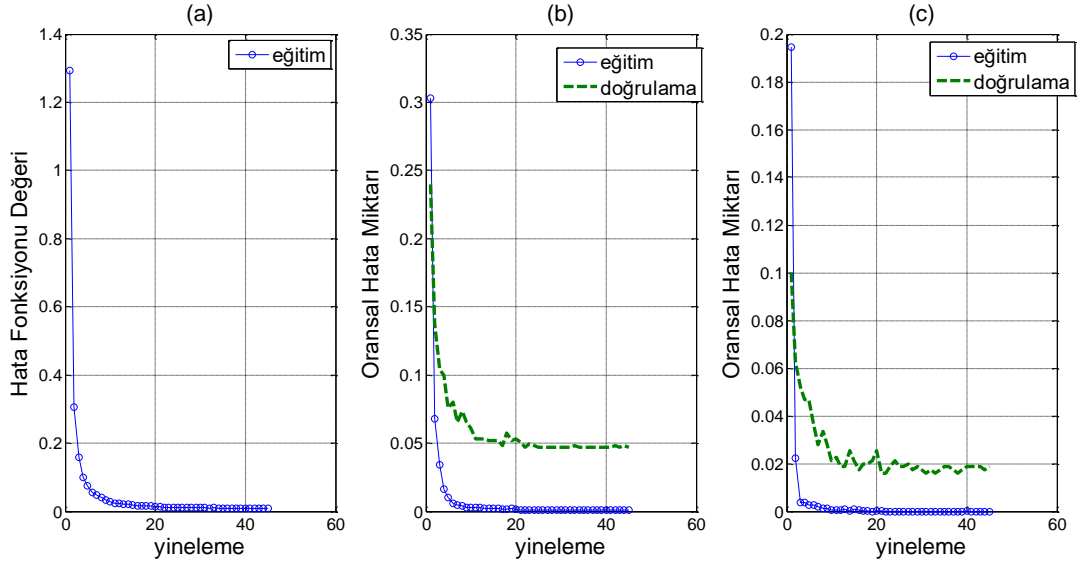 (a)
1.4
1.2
1
0.8
0.6
0.4
0.2
0
0
20
40
60
Hata Fonksiyonu Değeri
yineleme
eğitim
(b)
0.35
0.3
0.25
0.2
0.15
0.1
0.05
0
0
20
40
60
Oransal Hata Miktarı
yineleme
eğitim
doğrulama
(c)
0.2
0.18
0.16
0.14
0.12
0.1
0.08
0.06
0.04
0.02
0
0
20
40
60
Oransal Hata Miktarı
yineleme
eğitim
doğrulama